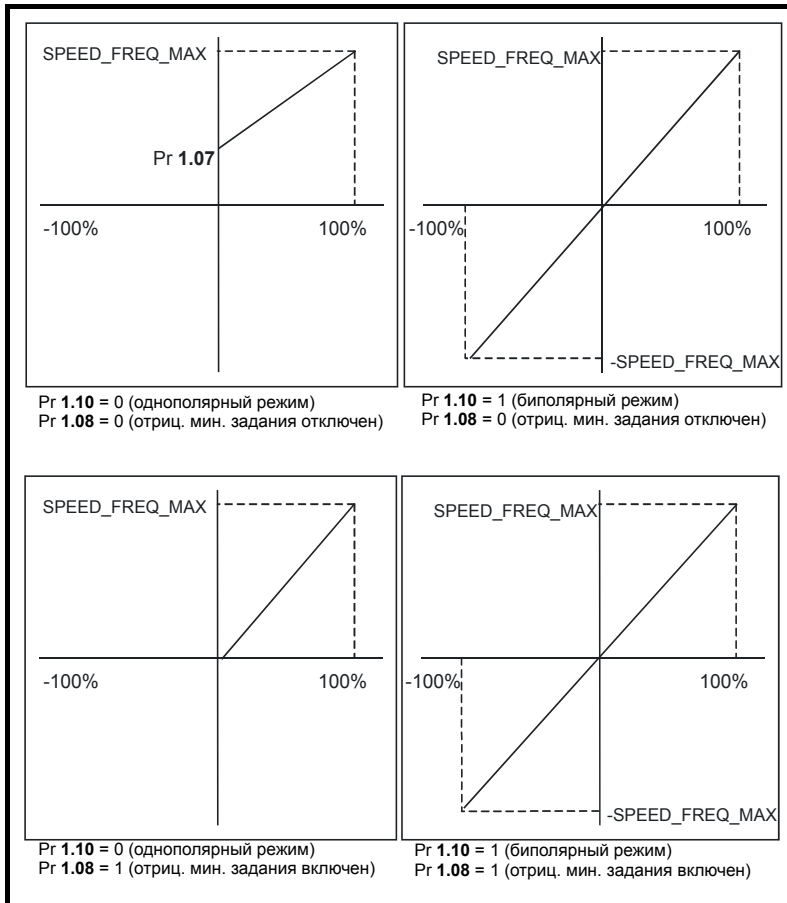 SPEED_FREQ_MAX
Pr 1.07
-100%
100%
Pr 1.10 = 0 (однополярный режим)
Pr 1.08 = 0 (отриц. мин. задания отключен)
SPEED_FREQ_MAX
-100%
100%
-SPEED_FREQ_MAX
Pr 1.10 = 1 (биполярный режим)
Pr 1.08 = 0 (отриц. мин. задания отключен)
SPEED_FREQ_MAX
-100%
100%
Pr 1.10 = 0 (однополярный режим)
Pr 1.08 = 1 (отриц. мин. задания включен)
SPEED_FREQ_MAX
-100%
100%
-SPEED_FREQ_MAX
Pr 1.10 = 1 (биполярный режим)
Pr 1.08 = 1 (отриц. мин. задания включен)